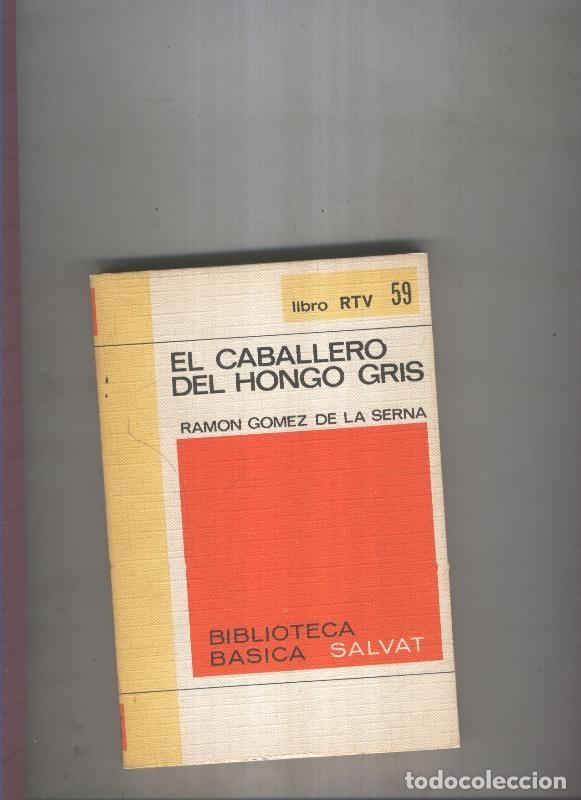 libro RTV 59
EL CABALLERO
DEL HONGO GRIS
RAMON GOMEZ DE LA SERNA
BIBLIOTECA
BASICA SALVAT
todocoleccion